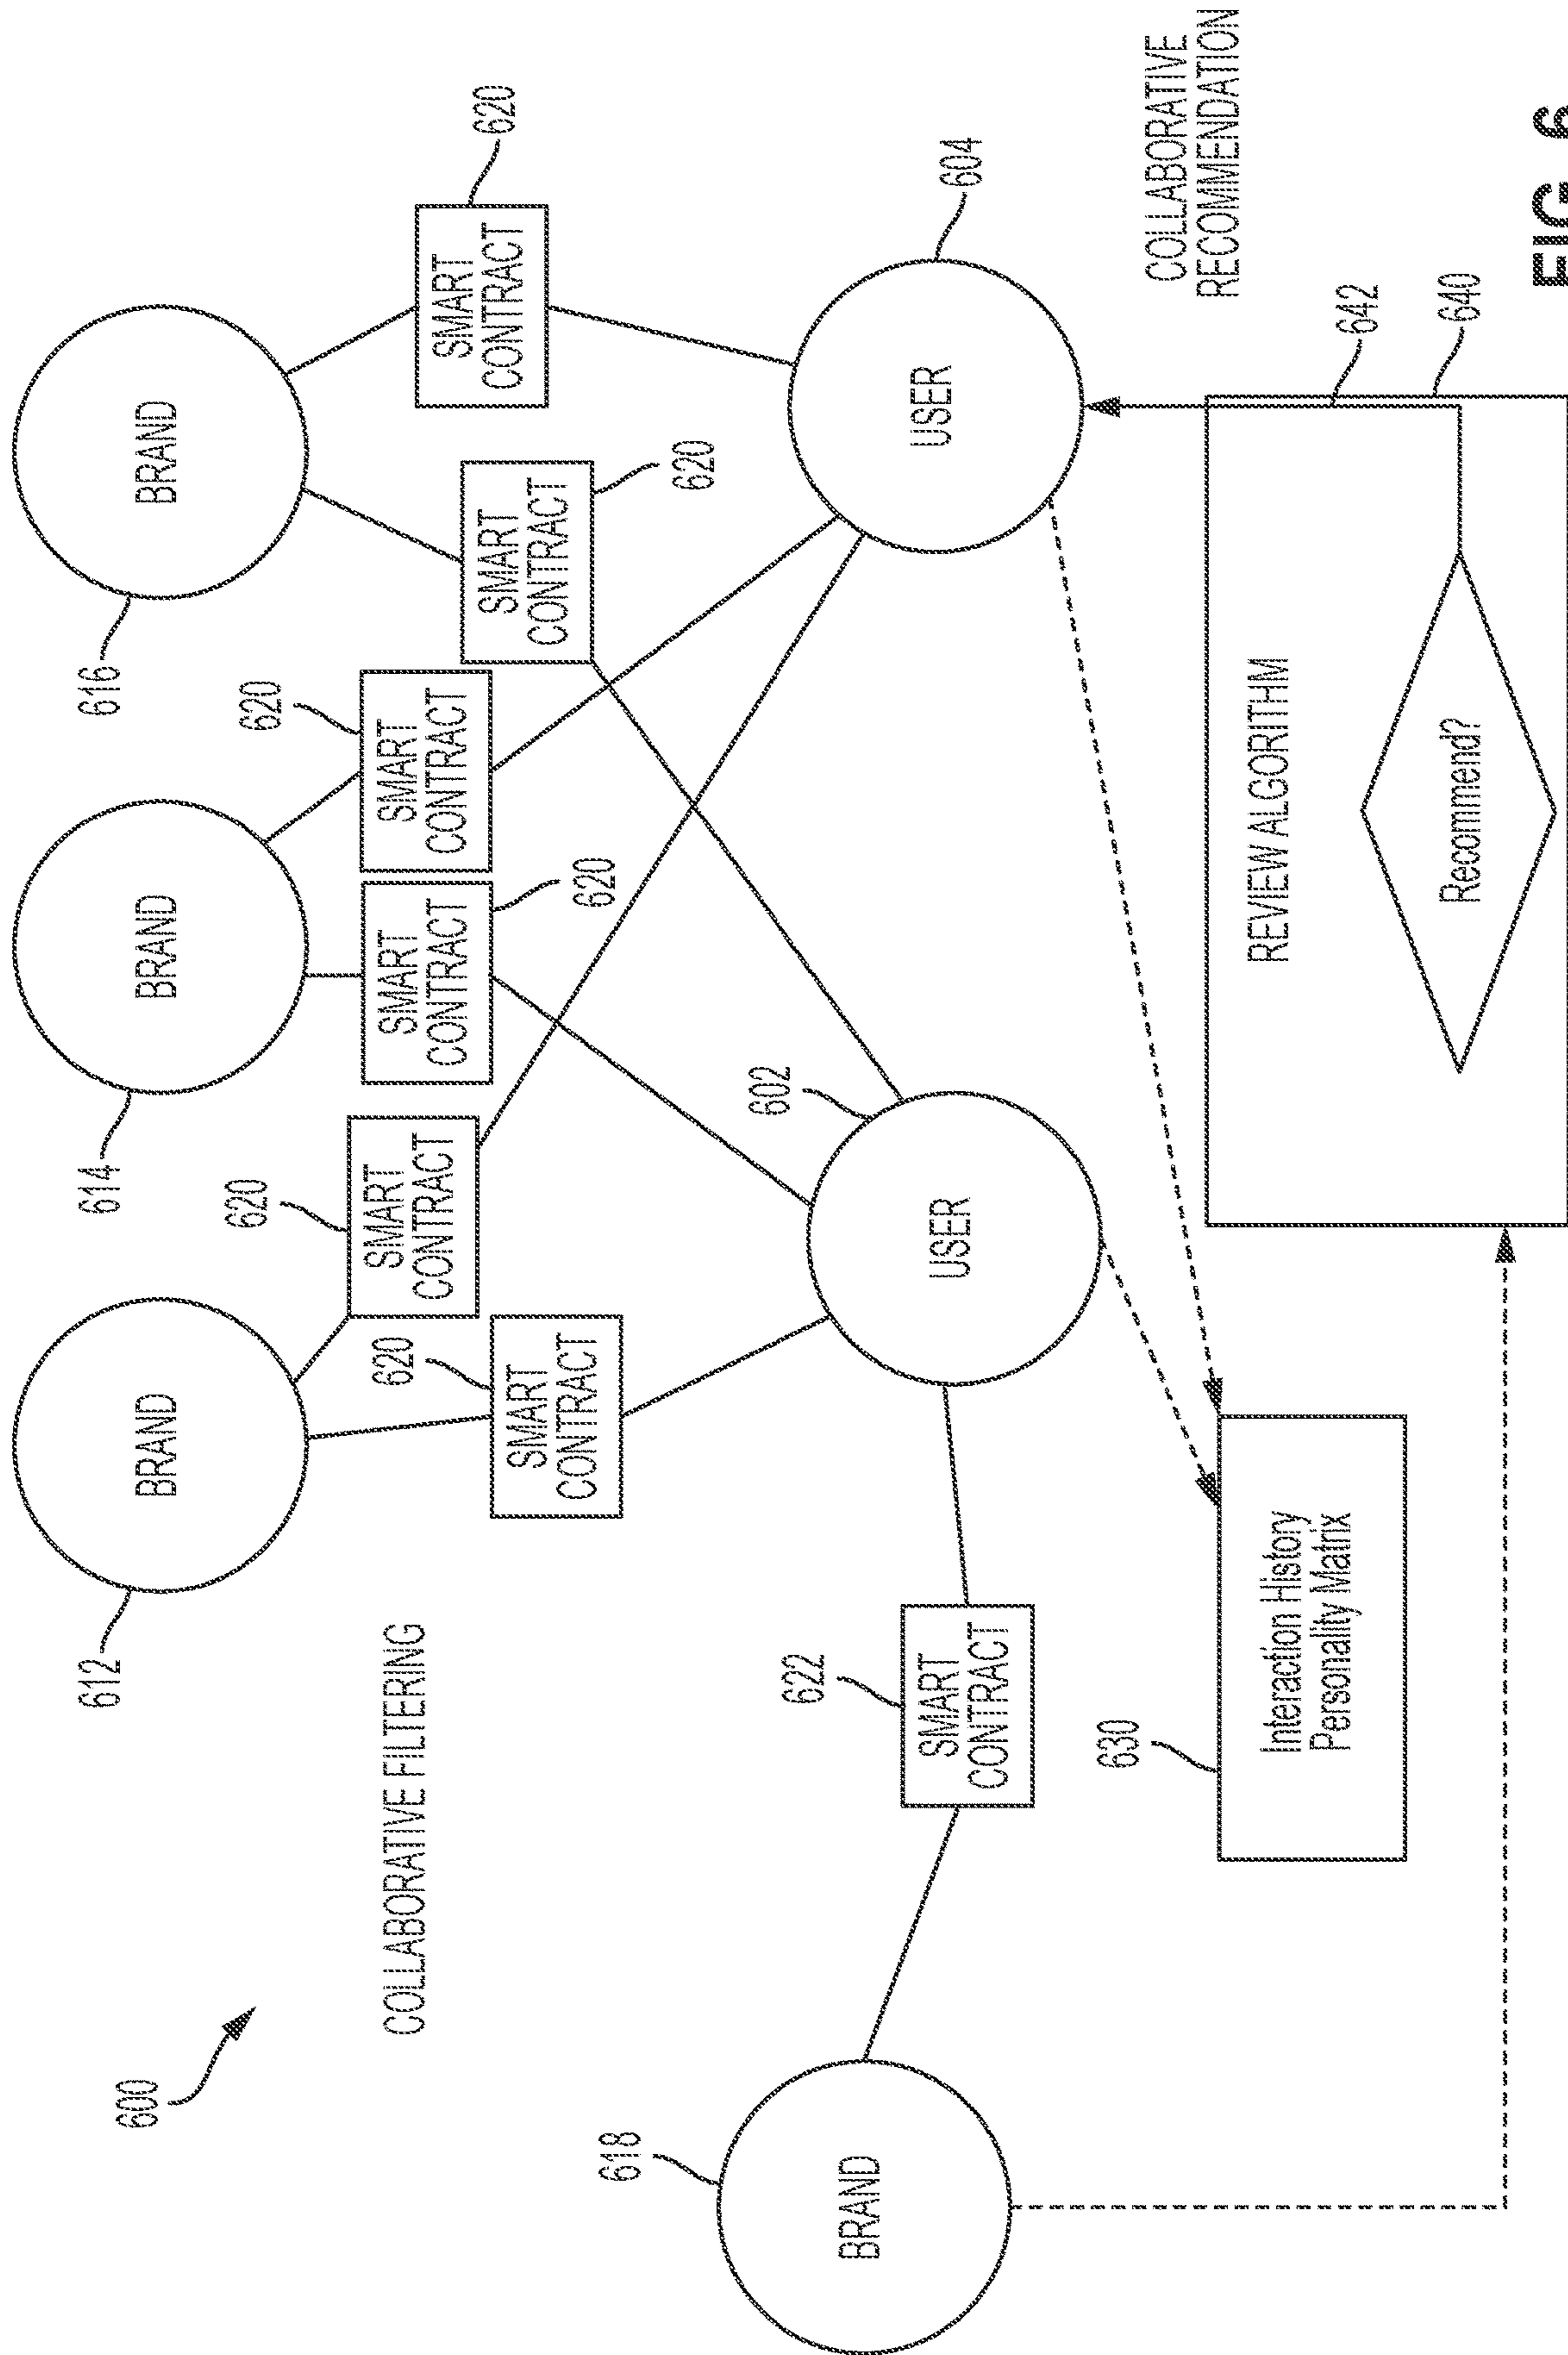 600
COLLABORATIVE FILTERING
612
BRAND
614
BRAND
616
BRAND
620
SMART
CONTRACT
620
SMART
CONTRACT
620
SMART
CONTRACT
620
SMART
CONTRACT
620
SMART
CONTRACT
620
SMART
CONTRACT
618
BRAND
622
SMART
CONTRACT
602
USER
604
USER
630
Interaction History
Personality Matrix
REVIEW ALGORITHM
Recommend?
642
640
COLLABORATIVE
RECOMMENDATION
FIG. 6